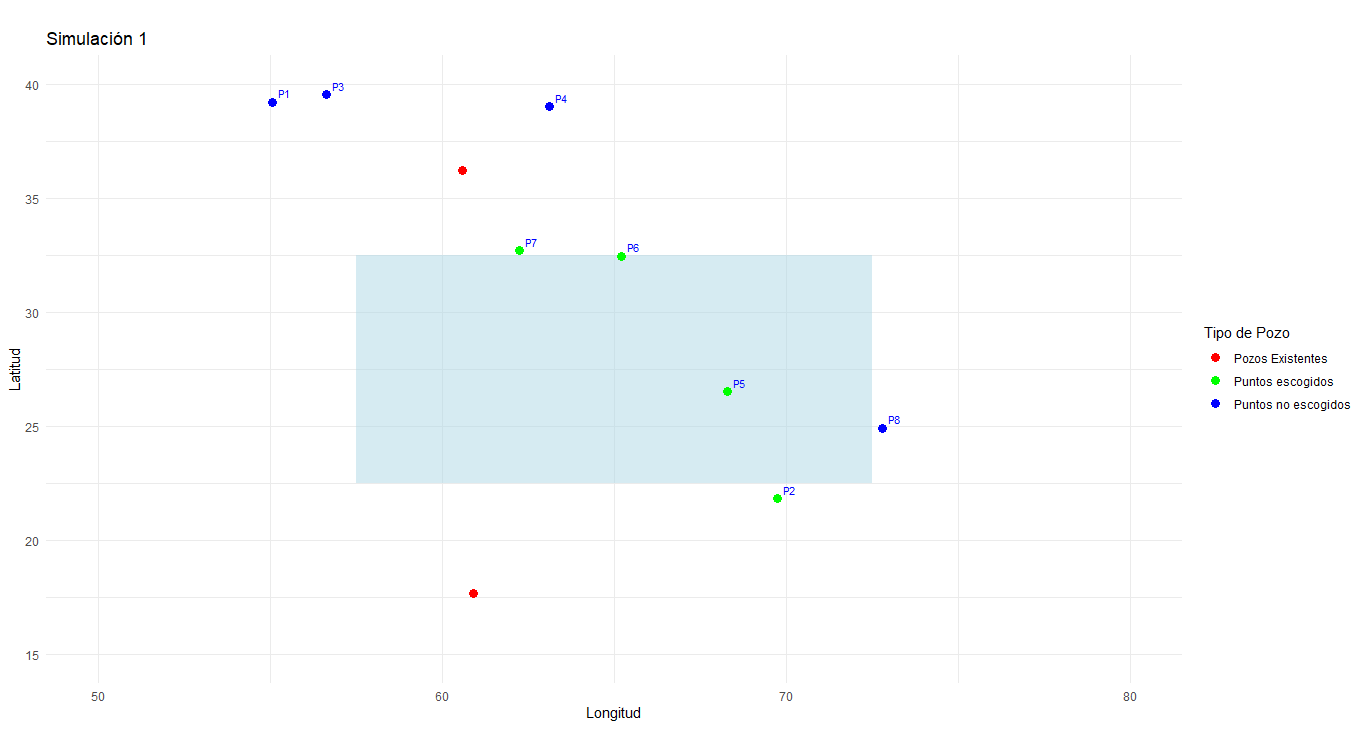 Simulación 1
40
35
30
25
20
15
Latitud
P1
P3
P4
P7
P6
P5
P8
P2
50
60
70
80
Longitud
Tipo de Pozo
Pozos Existentes
Puntos escogidos
Puntos no escogidos